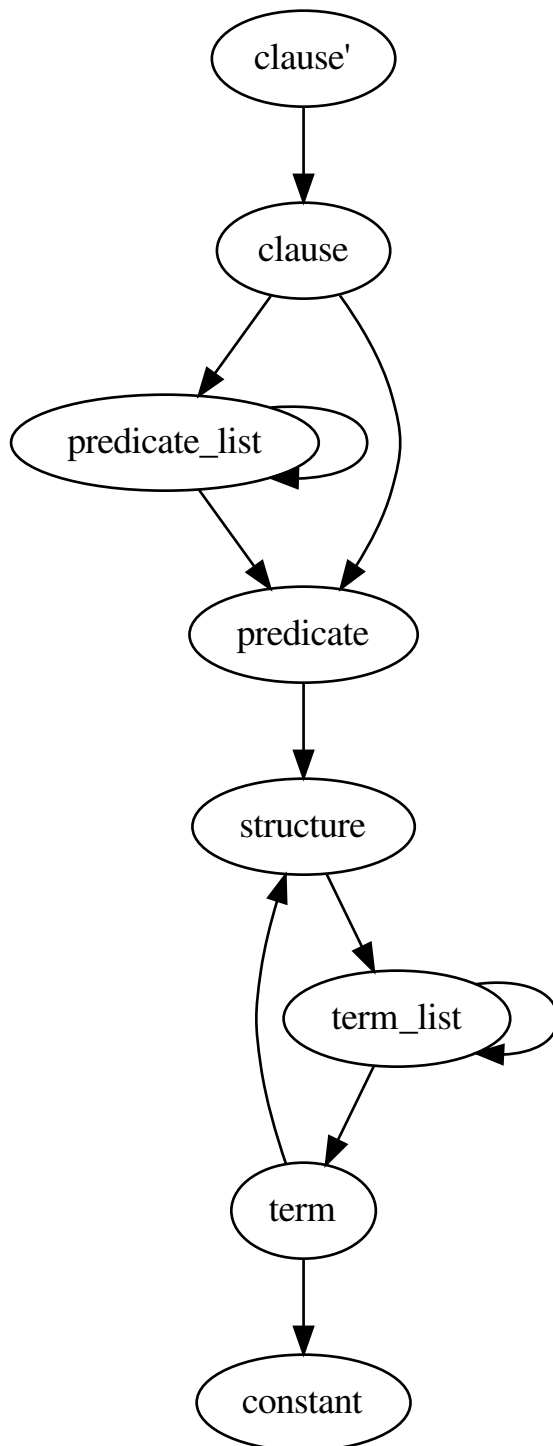 clause'
clause
predicate_list
predicate
structure
term_list
term
constant